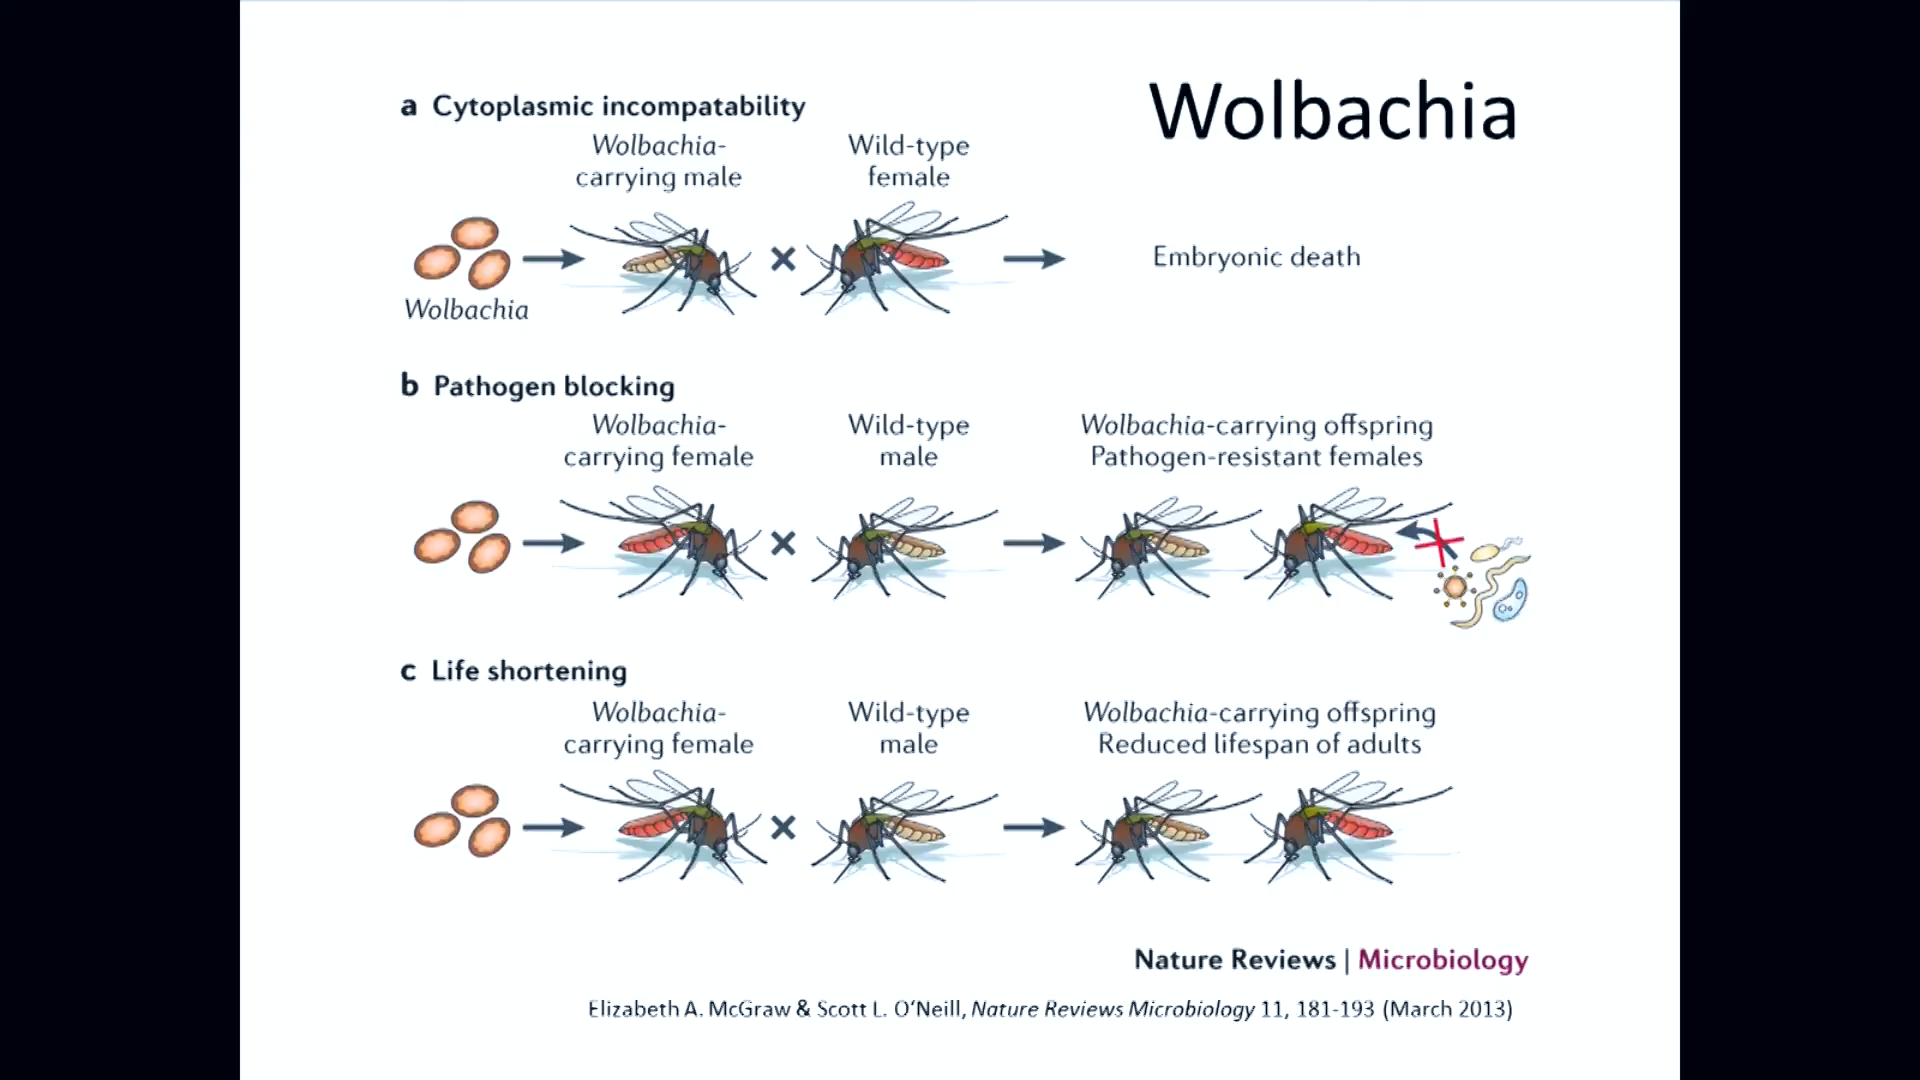 Wolbachia
a Cytoplasmic incompatability
Wolbachia-
carrying male
Wild-type
female
Embryonic death
Wolbachia
b Pathogen blocking
Wolbachia-
carrying female
Wild-type
male
Wolbachia-carrying offspring
Pathogen-resistant females
c Life shortening
Wolbachia-
carrying female
Wild-type
male
Wolbachia-carrying offspring
Reduced lifespan of adults
Nature Reviews | Microbiology
Elizabeth A. McGraw & Scott L. O'Neill, Nature Reviews Microbiology 11, 181-193 (March 2013)